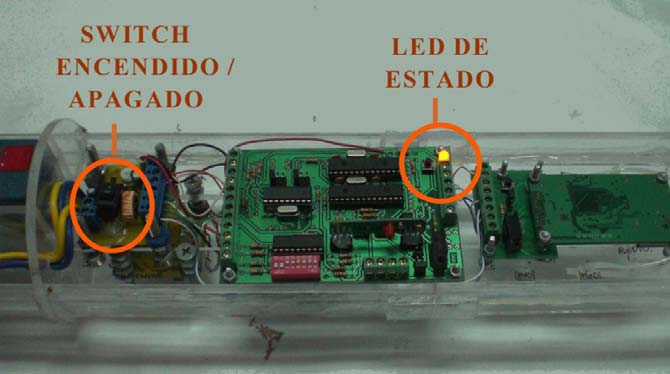 SWITCH
ENCENDIDO /
APAGADO
LED DE
ESTADO